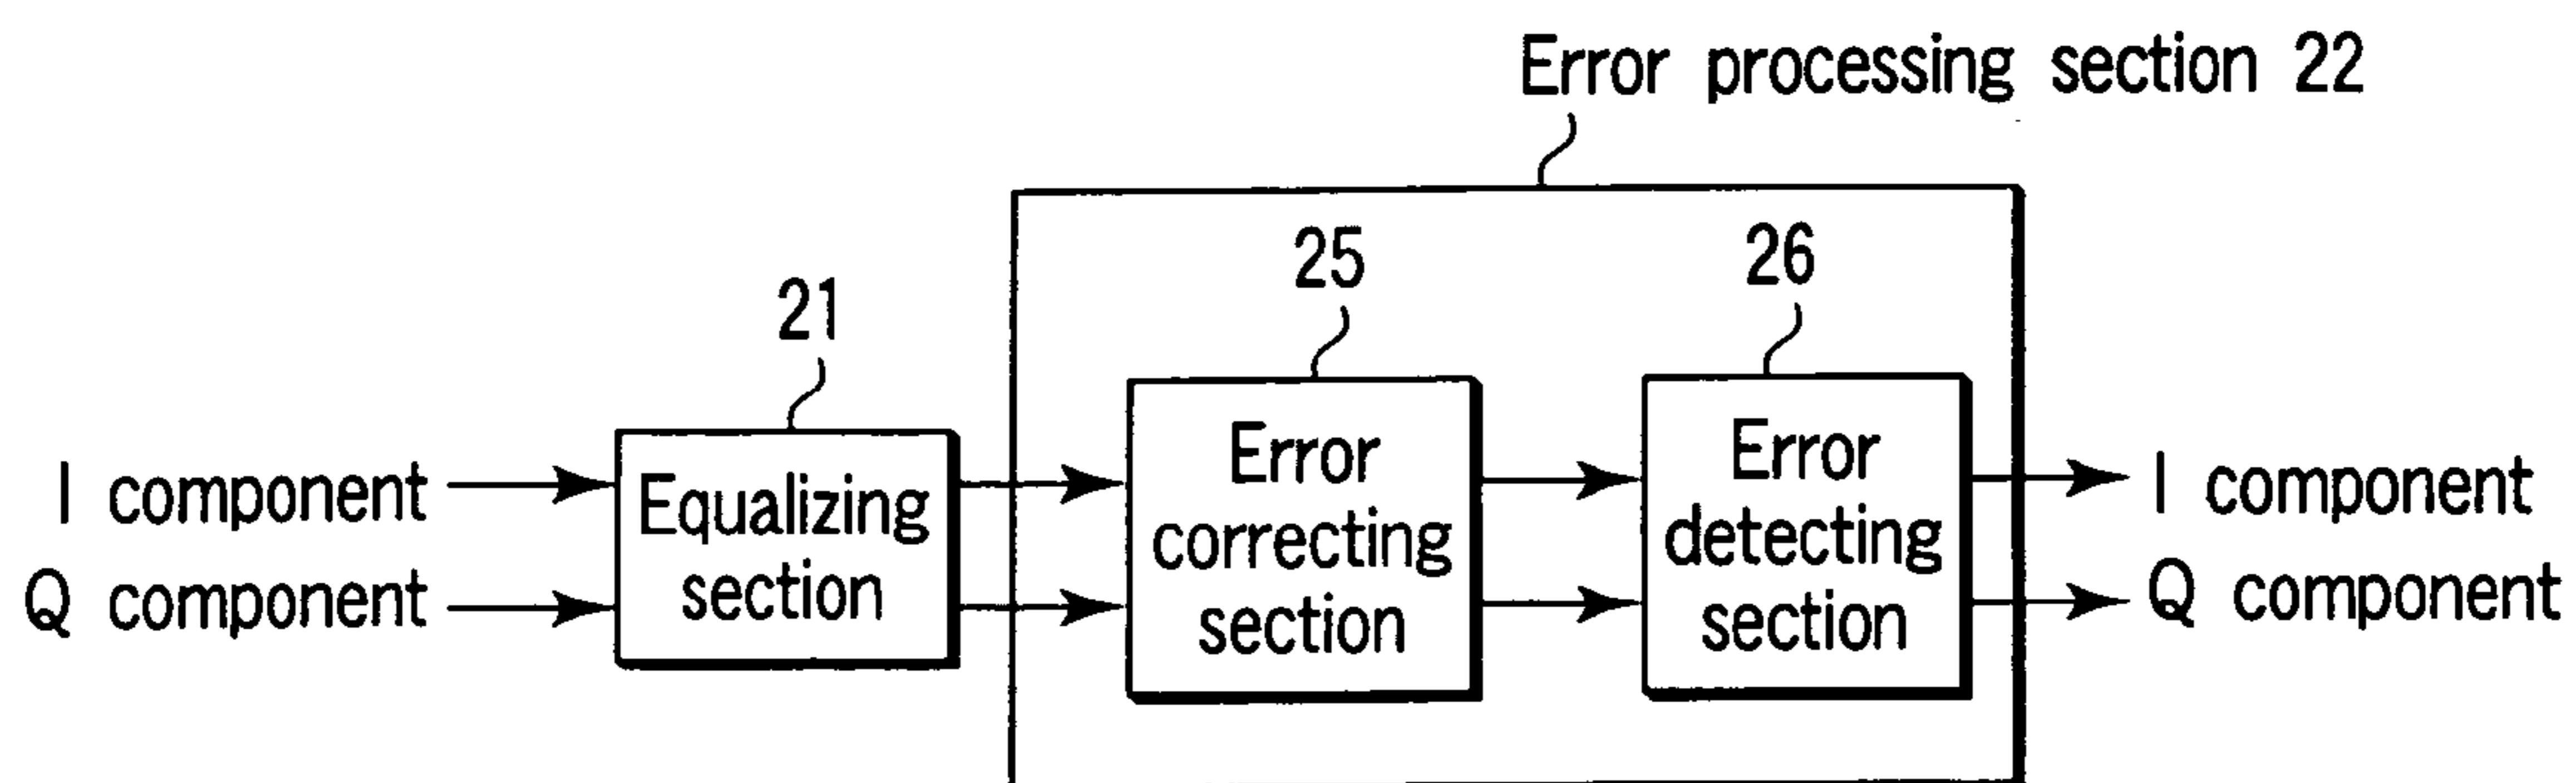 Error processing section 22
25
26
21
I component
Q component
Equalizing
section
Error
correcting
section
Error
detecting
section
I component
Q component